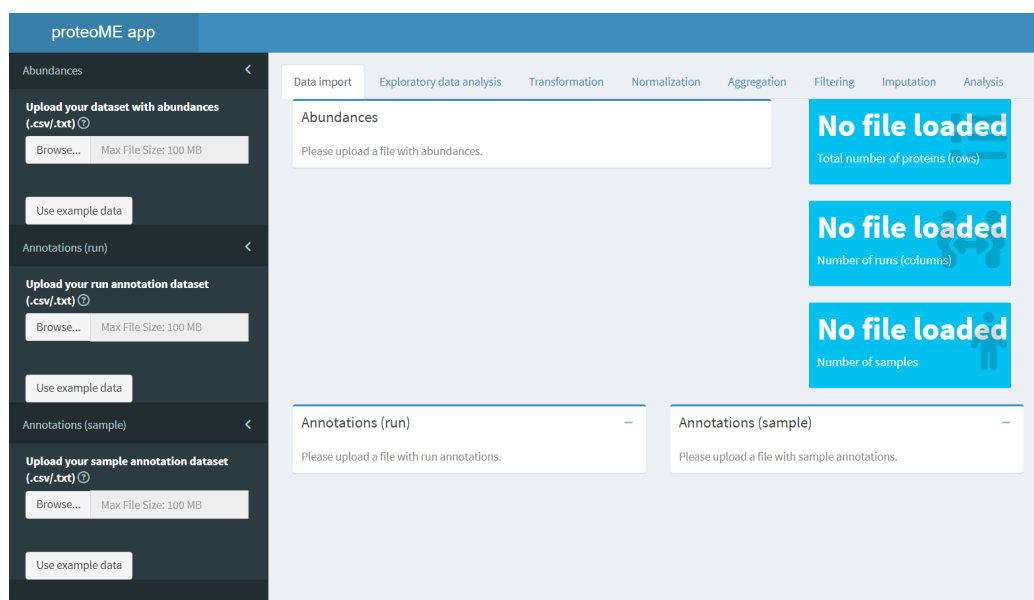 proteoME app
Abundances
Upload your dataset with abundances
(.csv/.txt)
Browse... Max File Size: 100 MB
Use example data
Annotations (run)
Upload your run annotation dataset
(.csv/.txt)
Browse... Max File Size: 100 MB
Use example data
Annotations (sample)
Upload your sample annotation dataset
(.csv/.txt)
Browse... Max File Size: 100 MB
Use example data
Data import Exploratory data analysis Transformation Normalization Aggregation Filtering Imputation Analysis
Abundances
Please upload a file with abundances.
No file loaded
Total number of proteins (rows)
No file loaded
Number of runs (columns)
No file loaded
Number of samples
Annotations (run)
Please upload a file with run annotations.
Annotations (sample)
Please upload a file with sample annotations.